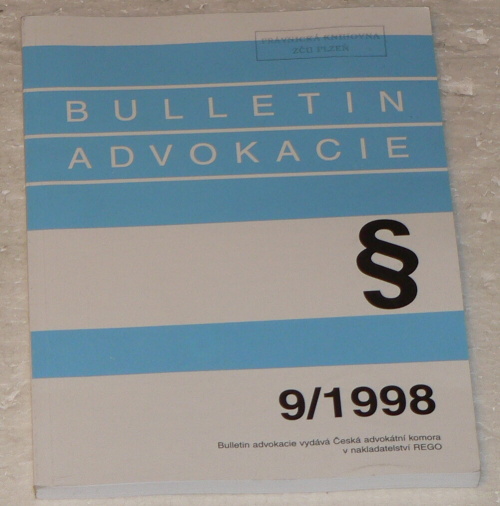 PRÁVNICKÁ KNIHOVNA
ZČU PLZEŇ
BULLETIN
ADVOKACIE
§
9/1998
Bulletin advokacie vydává Česká advokátní komora
v nakladatelství REGO